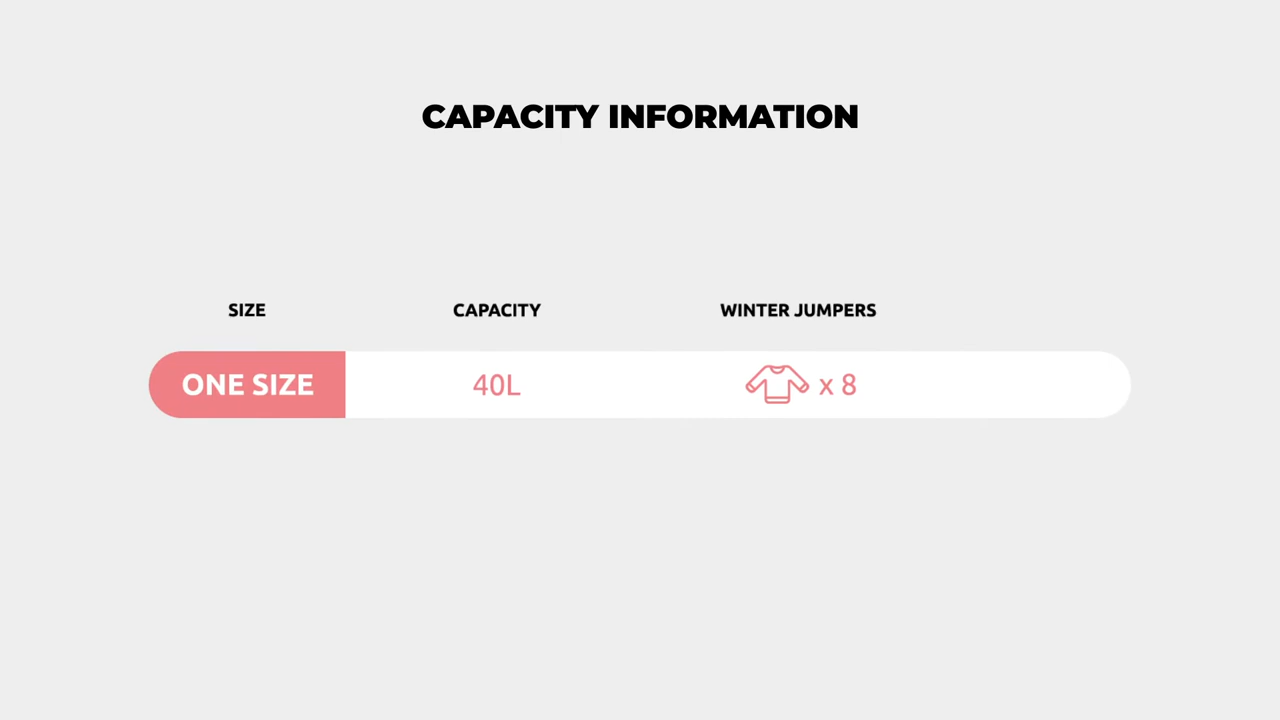 CAPACITY INFORMATION
SIZE CAPACITY WINTER JUMPERS
ONE SIZE 40L x 8